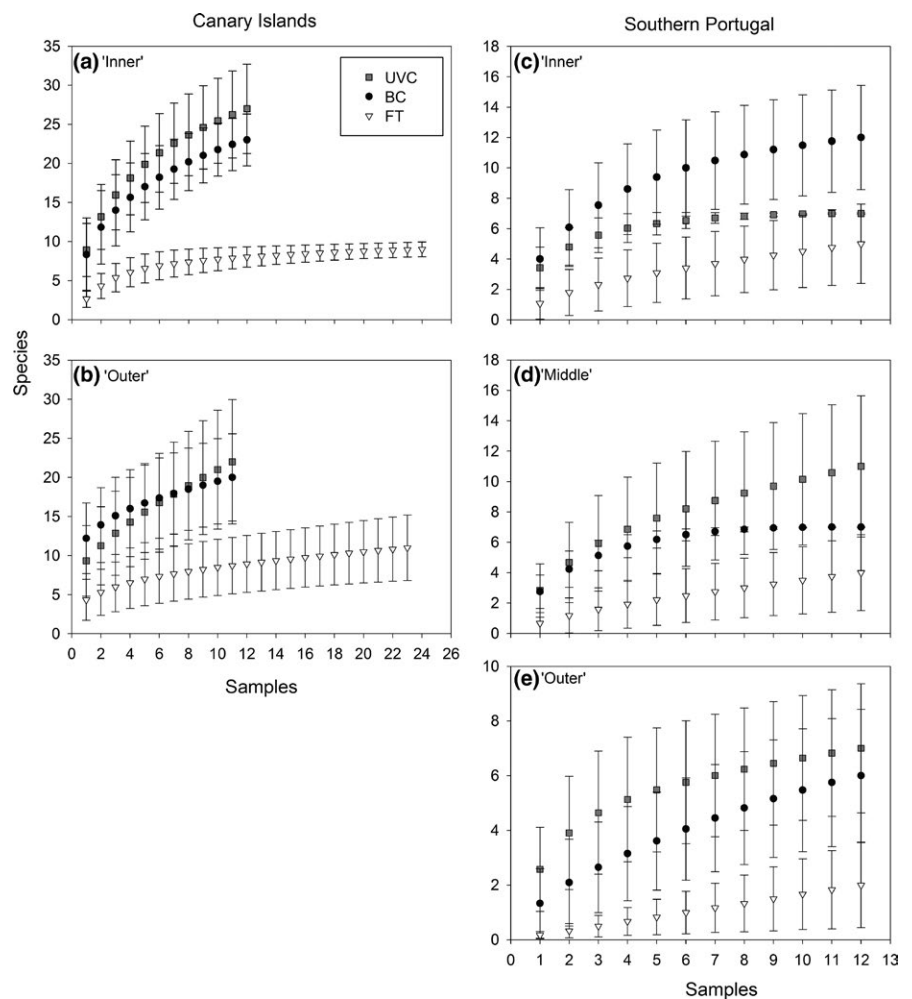 Canary Islands
Southern Portugal
Species
(a) 'Inner'
UVC
BC
FT
35
30
25
20
15
10
5
0
(b) 'Outer'
35
30
25
20
15
10
5
0
0 2 4 6 8 10 12 14 16 18 20 22 24 26
Samples
(c) 'Inner'
18
16
14
12
10
8
6
4
2
0
(d) 'Middle'
18
16
14
12
10
8
6
4
2
0
(e) 'Outer'
10
8
6
4
2
0
0 1 2 3 4 5 6 7 8 9 10 11 12 13
Samples